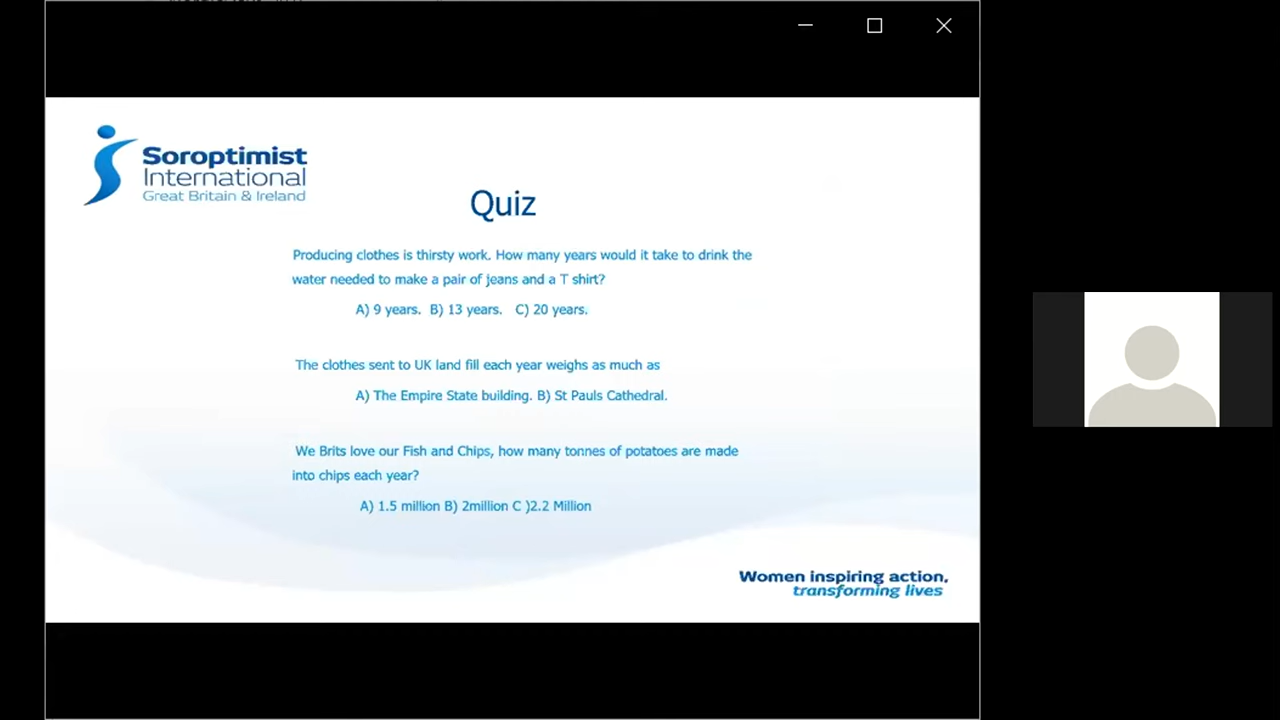 Soroptimist
International
Great Britain & Ireland
Quiz
Producing clothes is thirsty work. How many years would it take to drink the
water needed to make a pair of jeans and a T shirt?
A) 9 years. B) 13 years. C) 20 years.
The clothes sent to UK land fill each year weighs as much as
A) The Empire State building. B) St Pauls Cathedral.
We Brits love our Fish and Chips, how many tonnes of potatoes are made
into chips each year?
A) 1.5 million B) 2million C )2.2 Million
Women inspiring action,
transforming lives